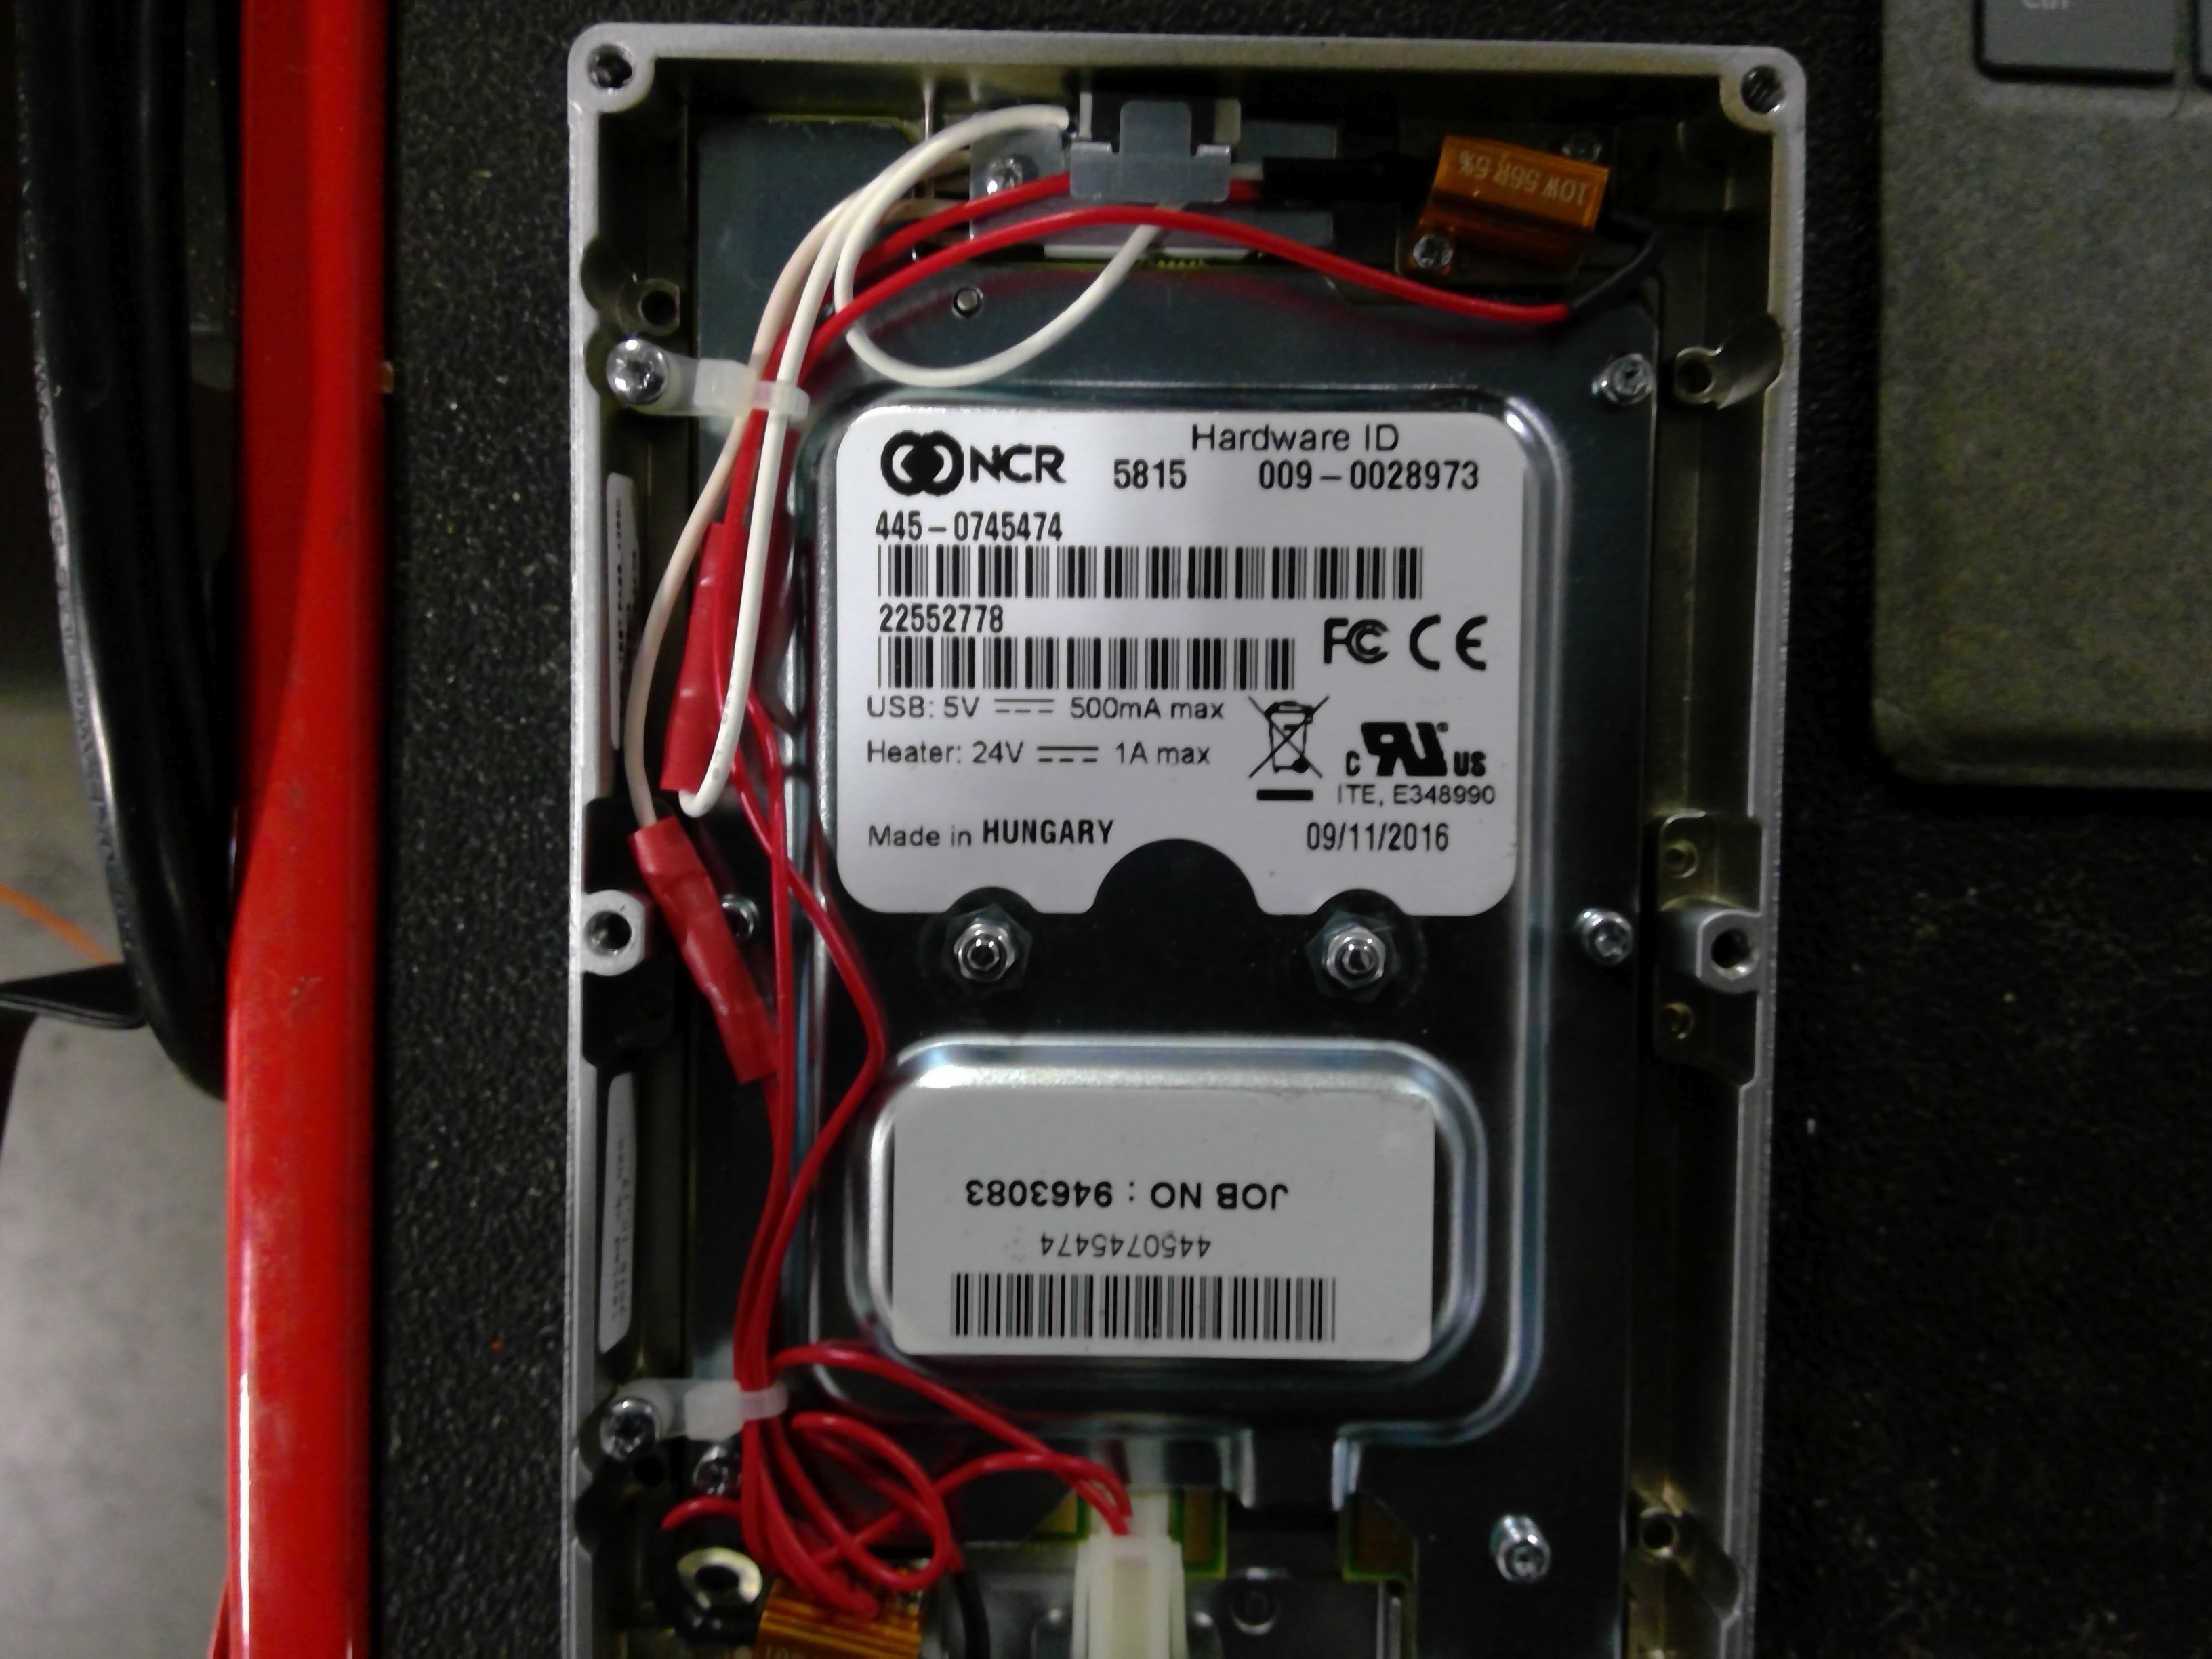 10W 56R 5%
NCR
Hardware ID
5815 009-0028973
445-0745474
22552778
FC CE
USB: 5V 500mA max
Heater: 24V 1A max
c RU ® US
ITE, E348990
Made in HUNGARY 09/11/2016
JOB NO : 9463083
4450745474